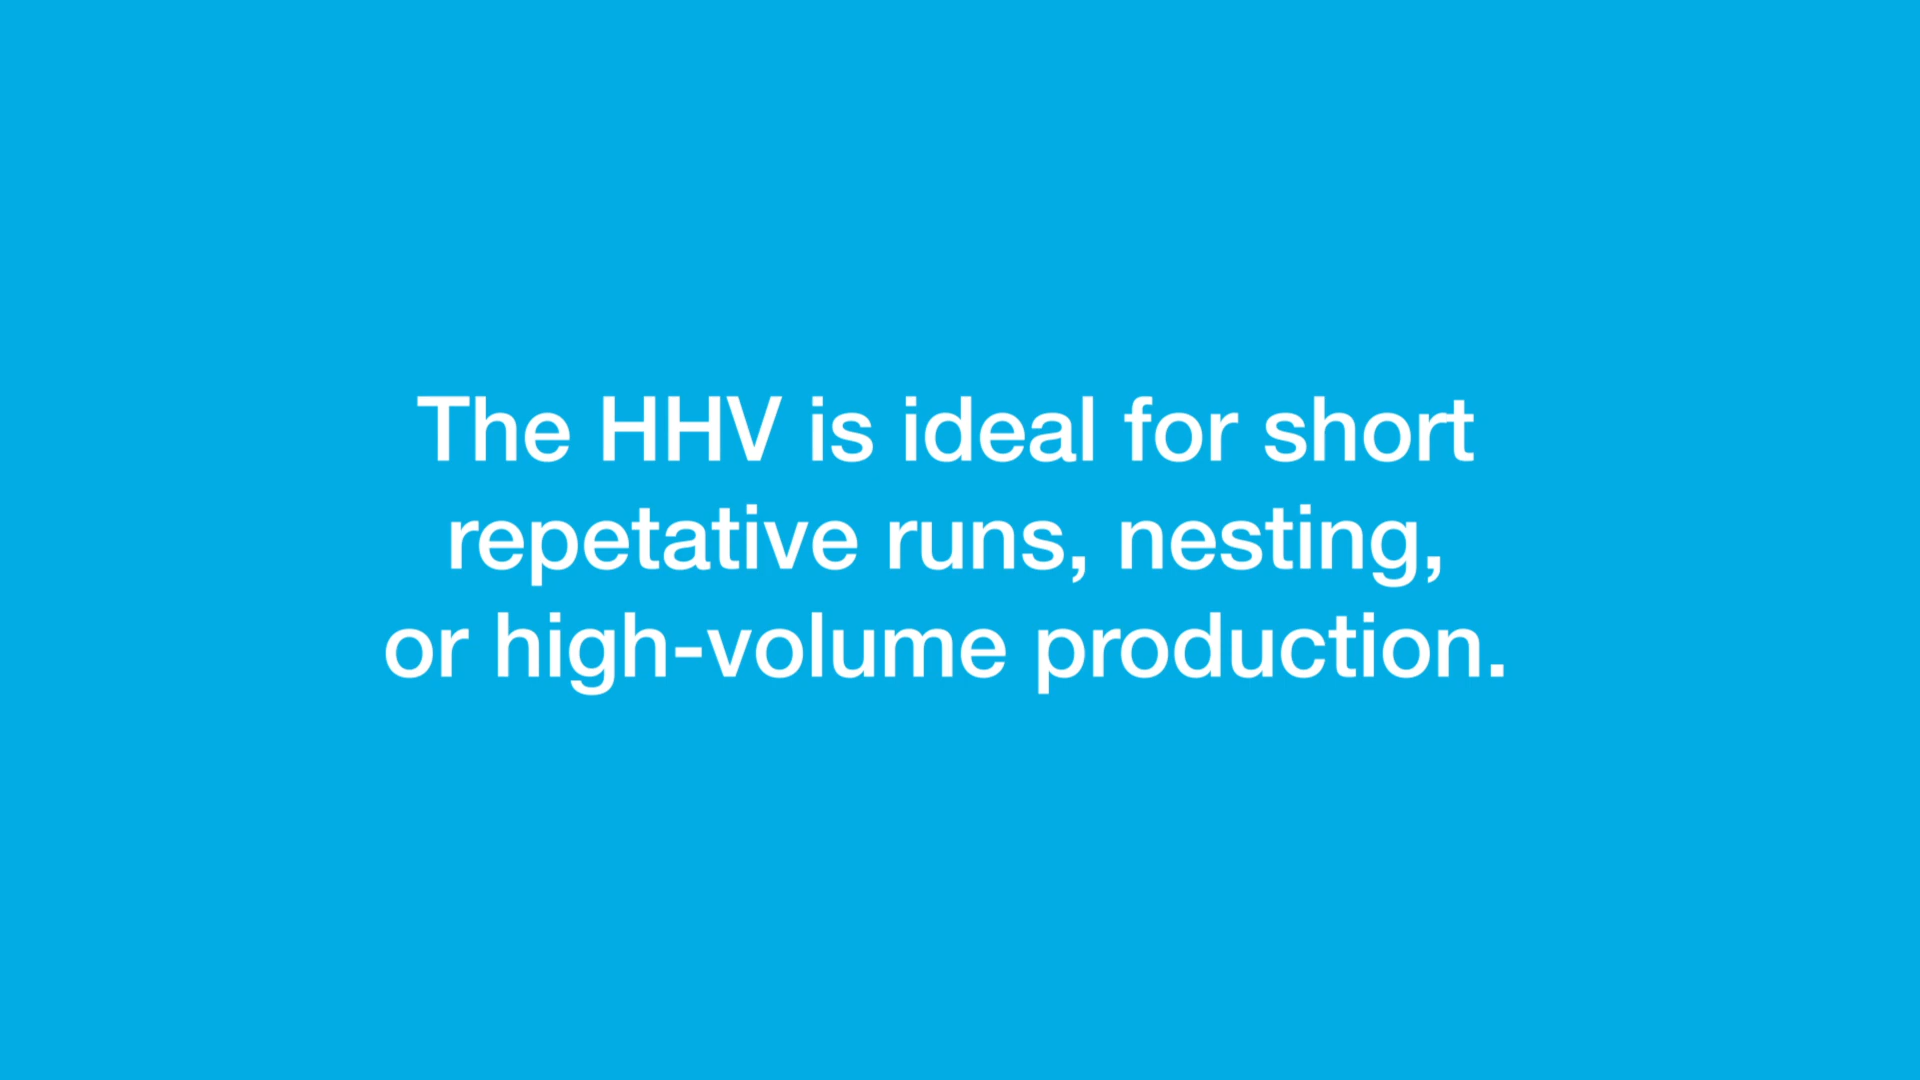 The HHV is ideal for short
repetative runs, nesting,
or high-volume production.